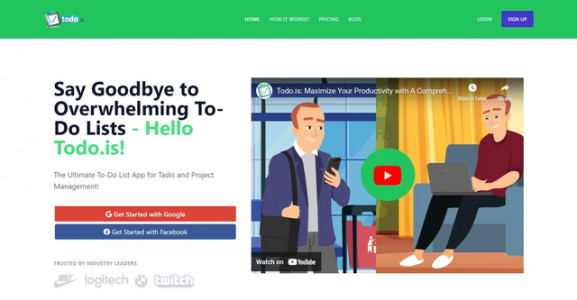 todo.is
HOME
HOW IT WORKS?
PRICING
BLOG
LOGIN
SIGN UP
Say Goodbye to
Overwhelming To-
Do Lists - Hello
Todo.is!
The Ultimate To-Do List App for Tasks and Project
Management!
Get Started with Google
Get Started with Facebook
TRUSTED BY INDUSTRY LEADERS
logitech
twitch
Todo.is: Maximize Your Productivity with A Compreh...
Watch later
Share
Watch on YouTube